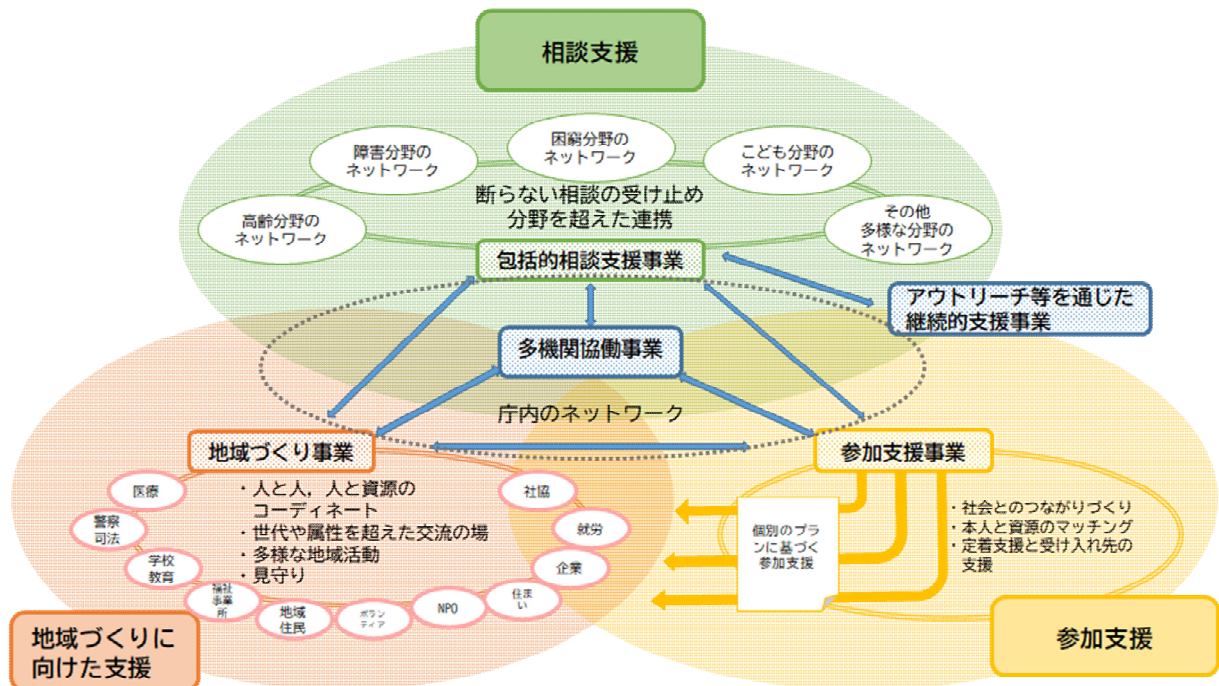 相談支援
困窮分野の
ネットワーク
障害分野の
ネットワーク
こども分野の
ネットワーク
断らない相談の受け止め
分野を超えた連携
高齢分野の
ネットワーク
その他
多様な分野の
ネットワーク
包括的相談支援事業
アウトリーチ等を通じた
継続的支援事業
多機関協働事業
庁内のネットワーク
地域づくり事業
・人と人，人と資源の
コーディネート
・世代や属性を超えた交流の場
・多様な地域活動
・見守り
医療
警察
司法
学校
教育
福祉
事業
所
地域
住民
ボラン
ティア
NPO
住ま
い
企業
就労
社協
地域づくりに
向けた支援
参加支援事業
個別のプラ
ンに基づく
参加支援
・社会とのつながりづくり
・本人と資源のマッチング
・定着支援と受け入れ先の
支援
参加支援